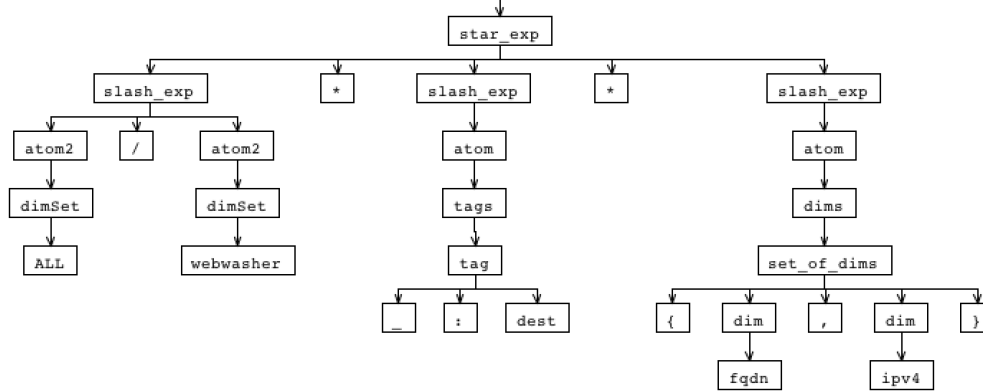 star_exp
slash_exp * slash_exp * slash_exp
atom2 / atom2 atom atom
dimSet dimSet tags dims
ALL webwasher tag set_of_dims
_ : dest { dim , dim }
fqdn ipv4